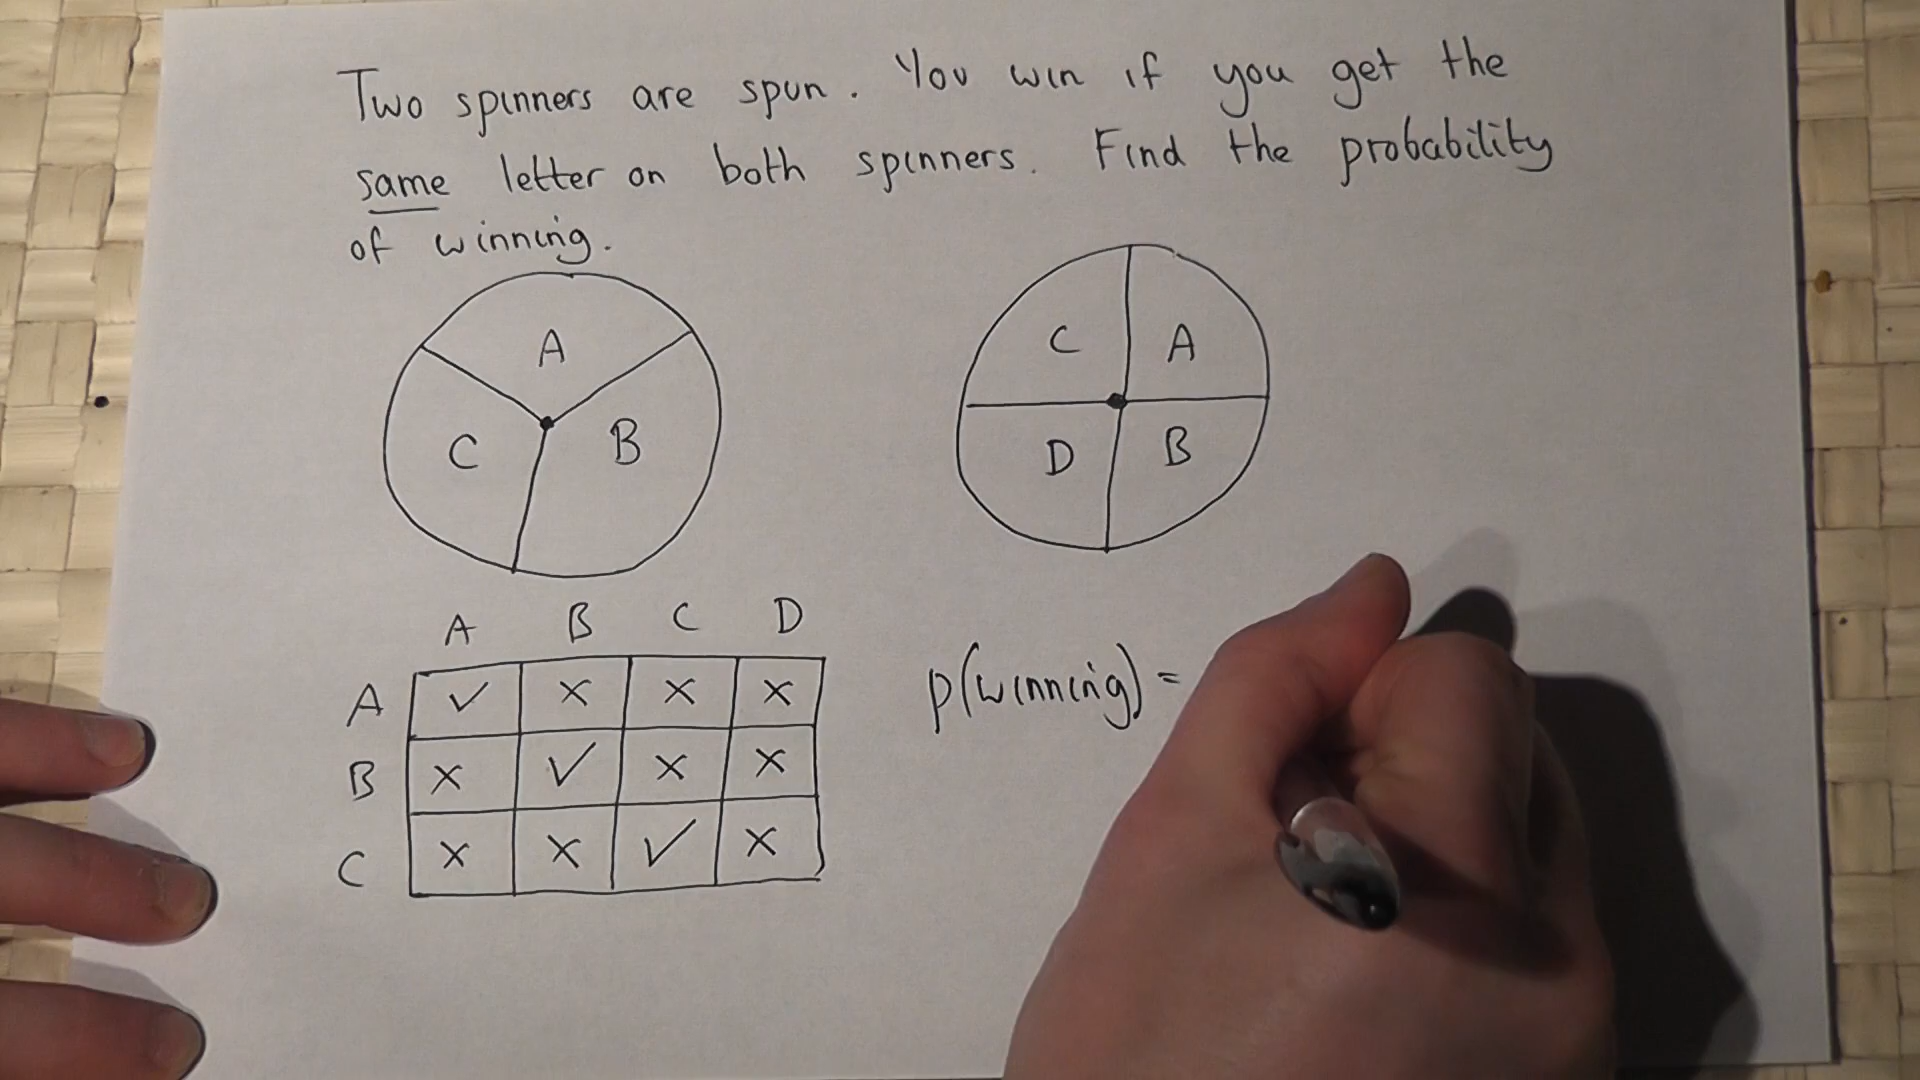 Two spinners are spun. You win if you get the
same letter on both spinners. Find the probability
of winning.
A
C B
C A
D B
A B C D
A ✓ × × ×
B × ✓ × ×
C × × ✓ ×
p(winning) =